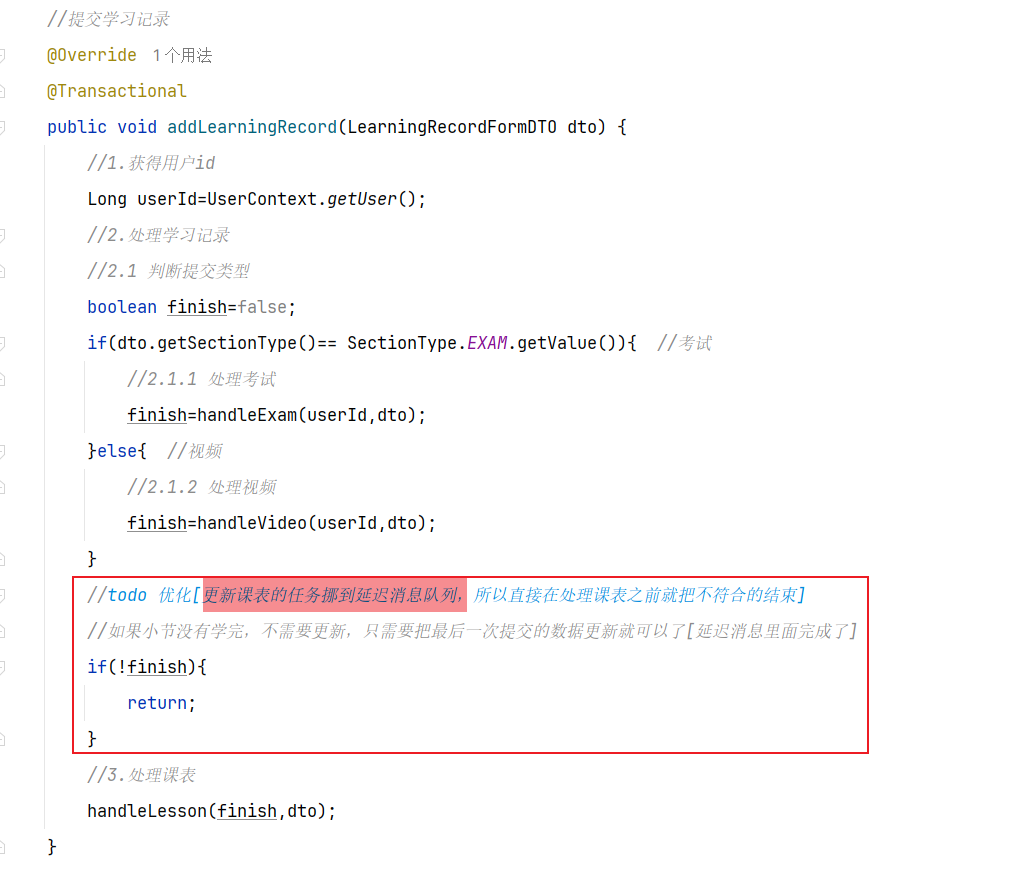 //提交学习记录
@Override 1个用法
@Transactional
public void addLearningRecord(LearningRecordFormDTO dto) {
//1.获得用户id
Long userId=UserContext.getUser();
//2.处理学习记录
//2.1 判断提交类型
boolean finish=false;
if(dto.getSectionType()== SectionType.EXAM.getValue()){ //考试
//2.1.1 处理考试
finish=handleExam(userId,dto);
}else{ //视频
//2.1.2 处理视频
finish=handleVideo(userId,dto);
}
//todo 优化[更新课表的任务挪到延迟消息队列，所以直接在处理课表之前就把不符合的结束]
//如果小节没有学完，不需要更新，只需要把最后一次提交的数据更新就可以了[延迟消息里面完成了]
if(!finish){
return;
}
//3.处理课表
handleLesson(finish,dto);
}